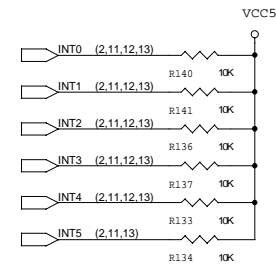 VCC5
INT0 (2,11,12,13)
R140 10K
INT1 (2,11,12,13)
R141 10K
INT2 (2,11,12,13)
R136 10K
INT3 (2,11,12,13)
R137 10K
INT4 (2,11,12,13)
R133 10K
INT5 (2,11,13)
R134 10K